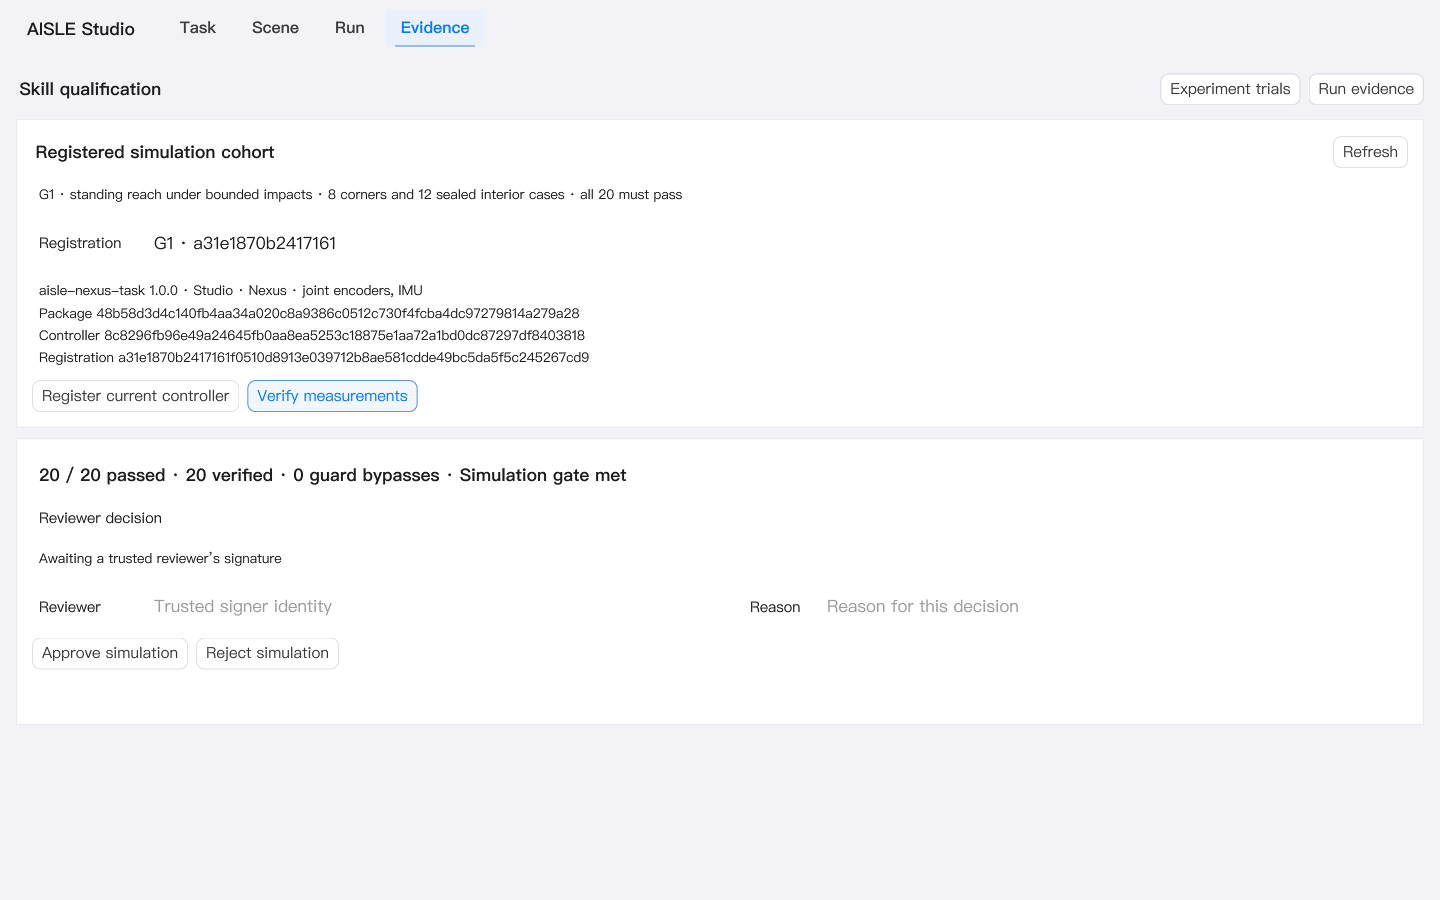 AISLE Studio Task Scene Run Evidence
Skill qualification Experiment trials Run evidence
Registered simulation cohort Refresh
G1 · standing reach under bounded impacts · 8 corners and 12 sealed interior cases · all 20 must pass
Registration G1 · a31e1870b2417161
aisle-nexus-task 1.0.0 · Studio · Nexus · joint encoders, IMU
Package 48b58d3d4c140fb4aa34a020c8a9386c0512c730f4fcba4dc97279814a279a28
Controller 8c8296fb96e49a24645fb0aa8ea5253c18875e1aa72a1bd0dc87297df8403818
Registration a31e1870b2417161f0510d8913e039712b8ae581cdde49bc5da5f5c245267cd9
Register current controller Verify measurements
20 / 20 passed · 20 verified · 0 guard bypasses · Simulation gate met
Reviewer decision
Awaiting a trusted reviewer's signature
Reviewer Trusted signer identity Reason Reason for this decision
Approve simulation Reject simulation